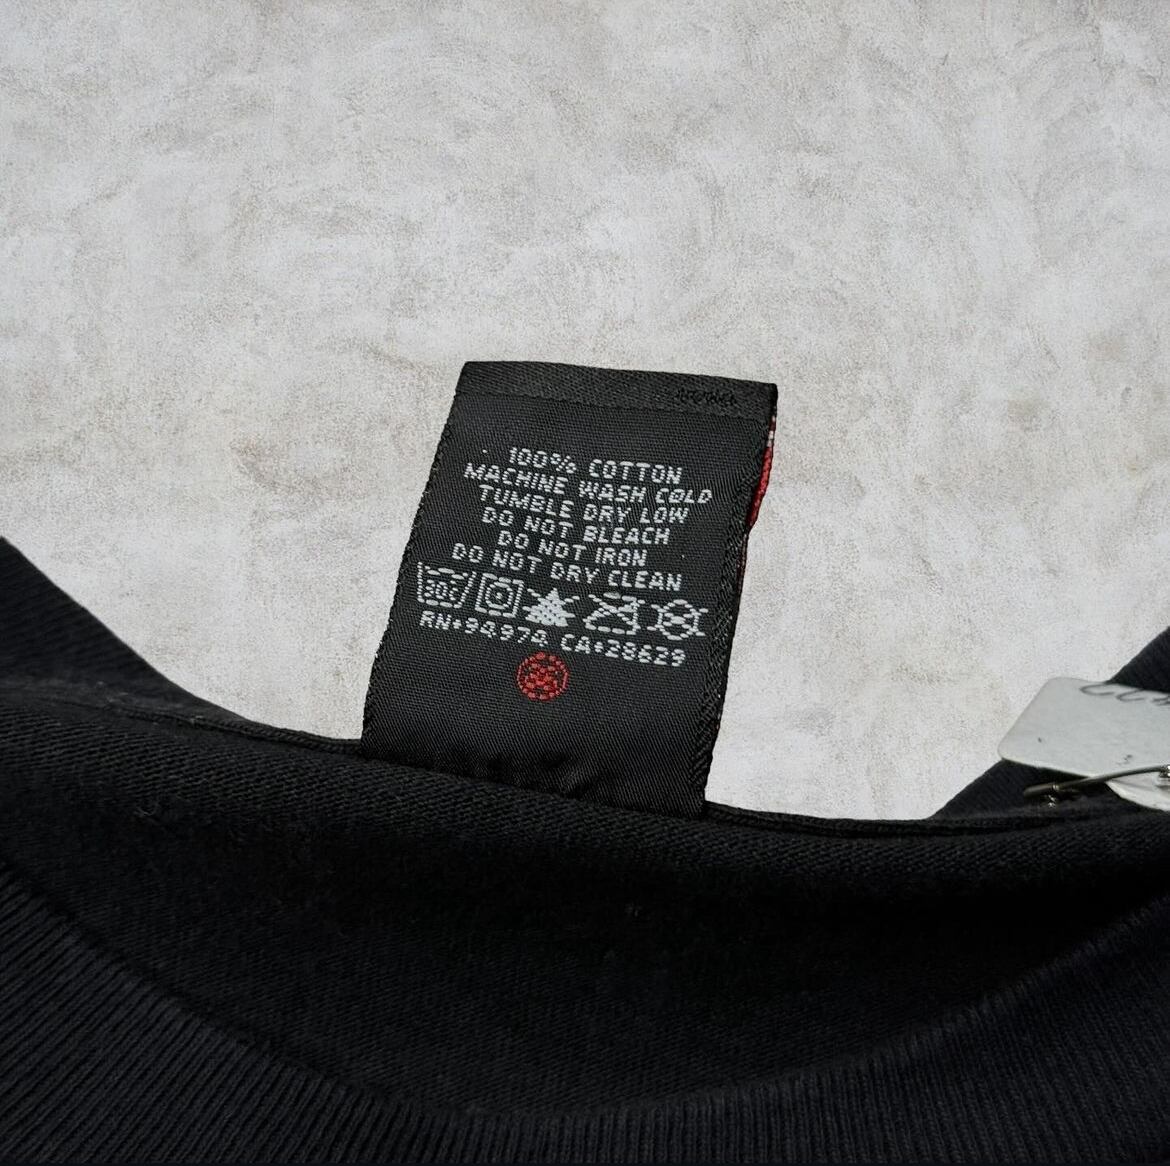 100% COTTON
MACHINE WASH COLD
TUMBLE DRY LOW
DO NOT BLEACH
DO NOT IRON
DO NOT DRY CLEAN
30c
RN+94974 CA+28629